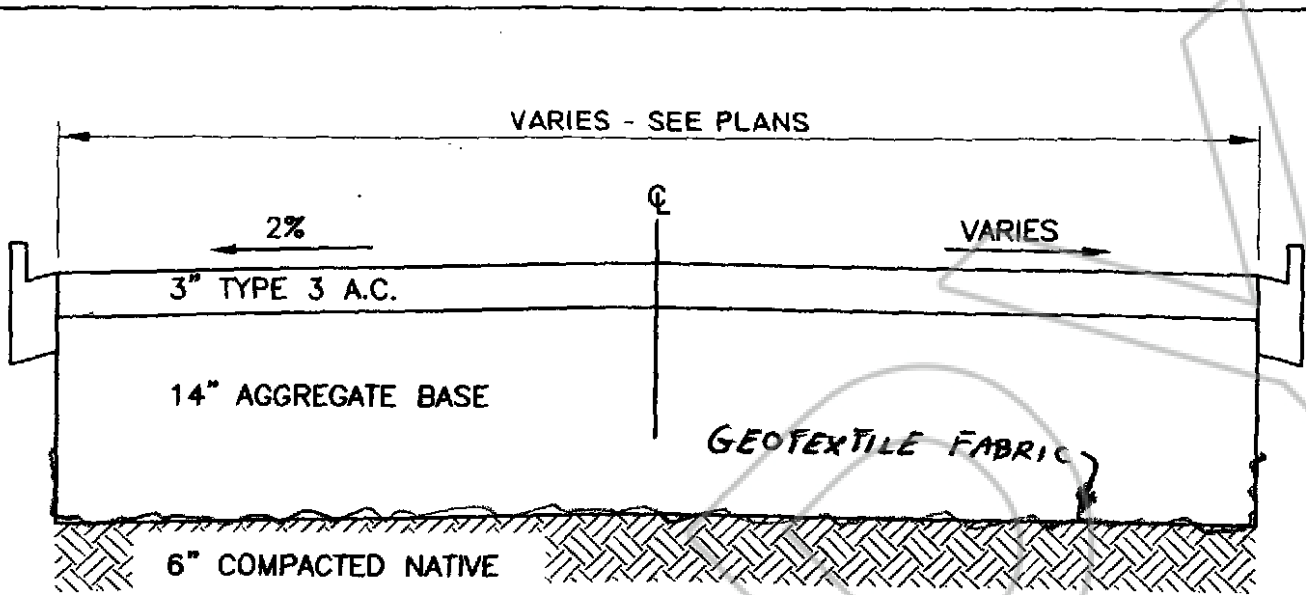 VARIES - SEE PLANS
℄
2%
VARIES
3" TYPE 3 A.C.
14" AGGREGATE BASE
GEOTEXTILE FABRIC
6" COMPACTED NATIVE